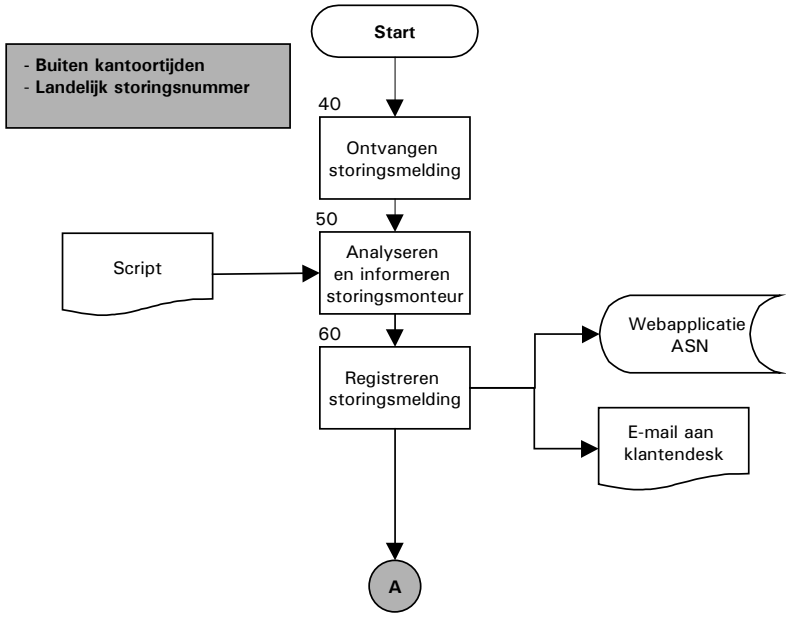 Start
- Buiten kantoortijden
- Landelijk storingsnummer
40
Ontvangen
storingsmelding
50
Script
Analyseren
en informeren
storingsmonteur
60
Registreren
storingsmelding
Webapplicatie
ASN
E-mail aan
klantendesk
A